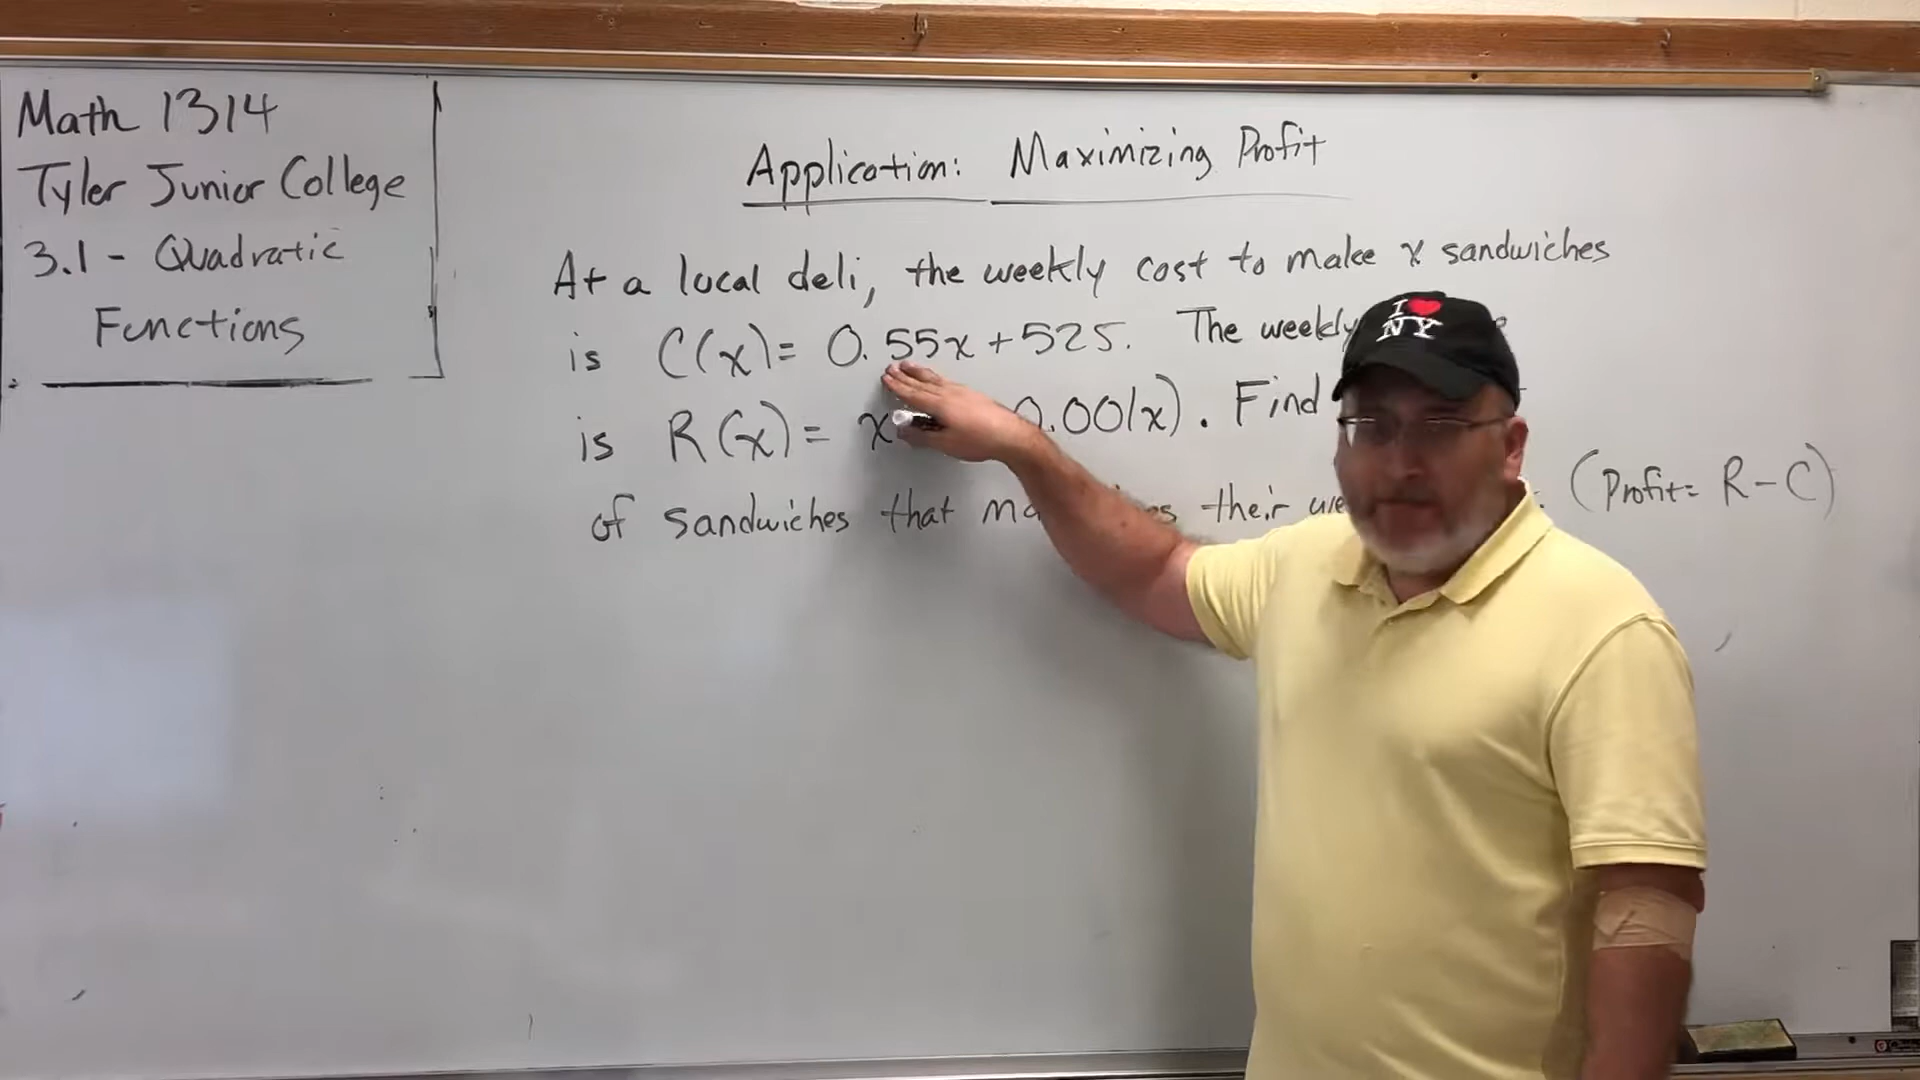 Math 1314
Tyler Junior College
3.1 - Quadratic
Functions
Application: Maximizing Profit
At a local deli, the weekly cost to make x sandwiches
is C(x) = 0.55x + 525. The weekly
is R(x) = x 0.001x). Find
of sandwiches that their
(Profit = R - C)
I ♥
NY